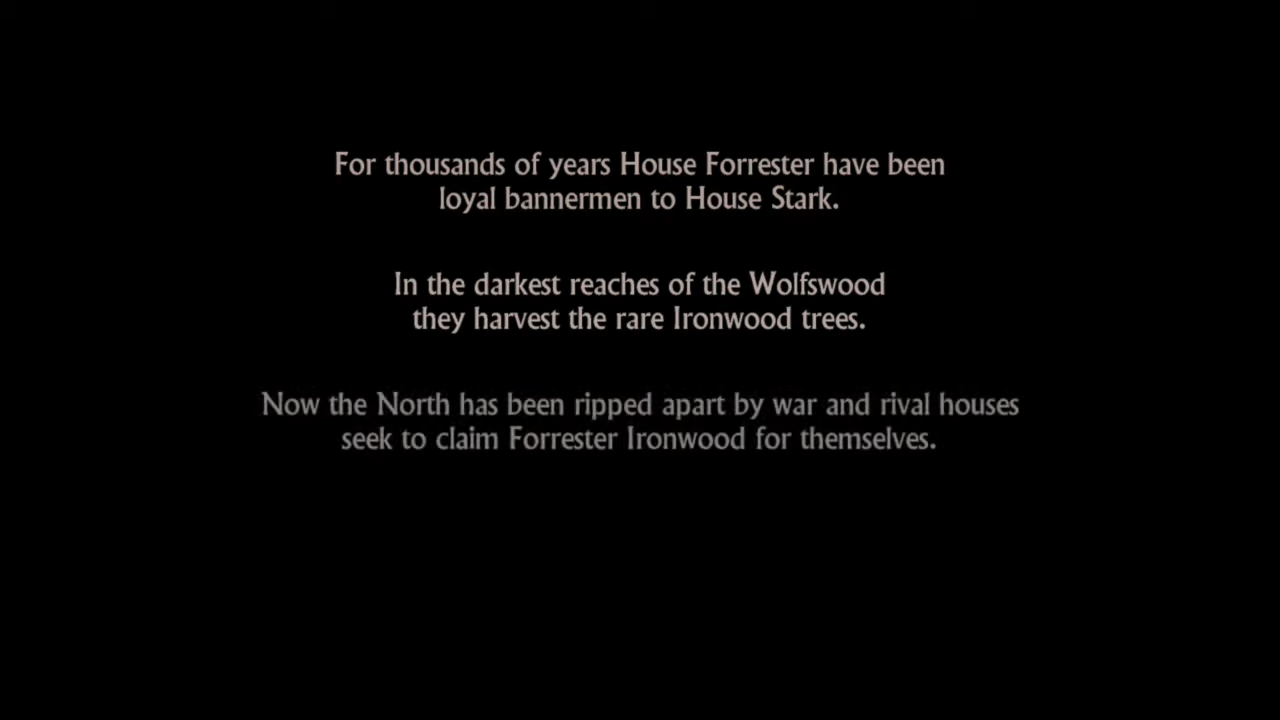 For thousands of years House Forrester have been
loyal bannermen to House Stark.
In the darkest reaches of the Wolfswood
they harvest the rare Ironwood trees.
Now the North has been ripped apart by war and rival houses
seek to claim Forrester Ironwood for themselves.